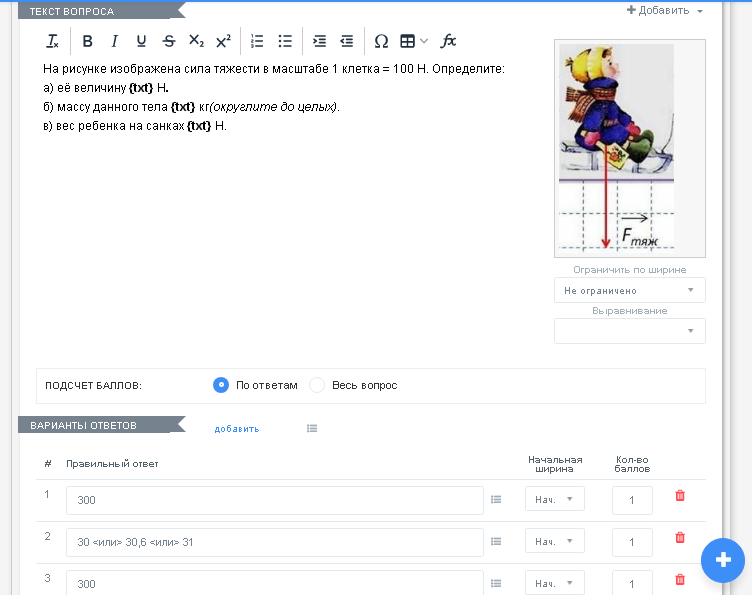 ТЕКСТ ВОПРОСА
Добавить
На рисунке изображена сила тяжести в масштабе 1 клетка = 100 Н. Определите:
а) её величину {txt} Н.
б) массу данного тела {txt} кг(округлите до целых).
в) вес ребенка на санках {txt} Н.
Fтяж
Ограничить по ширине
Не ограничено
Выравнивание
ПОДСЧЕТ БАЛЛОВ:
По ответам
Весь вопрос
ВАРИАНТЫ ОТВЕТОВ
добавить
# Правильный ответ Начальная ширина Кол-во баллов
1 300 Нач. 1
2 30 <или> 30,6 <или> 31 Нач. 1
3 300 Нач. 1